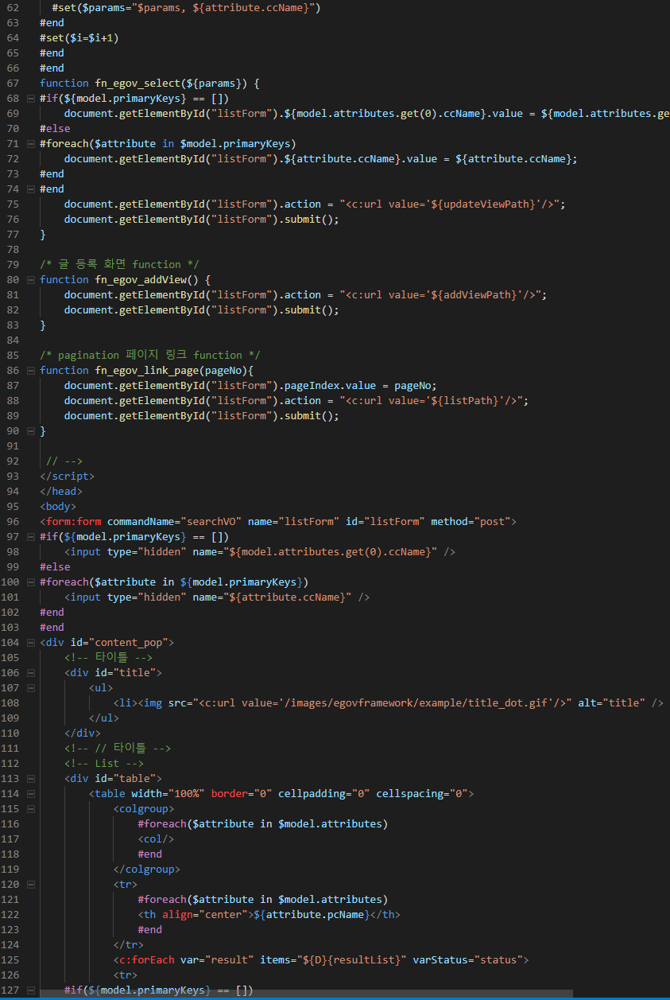 62 #set($params="$params, ${attribute.ccName}")
63 #end
64 #set($i=$i+1)
65 #end
66 #end
67 function fn_egov_select(${params}) {
68 #if(${model.primaryKeys} == [])
69 document.getElementById("listForm").${model.attributes.get(0).ccName}.value = ${model.attributes.ge
70 #else
71 #foreach($attribute in $model.primaryKeys)
72 document.getElementById("listForm").${attribute.ccName}.value = ${attribute.ccName};
73 #end
74 #end
75 document.getElementById("listForm").action = "<c:url value='${updateViewPath}'/>";
76 document.getElementById("listForm").submit();
77 }
78
79 /* 글 등록 화면 function */
80 function fn_egov_addView() {
81 document.getElementById("listForm").action = "<c:url value='${addViewPath}'/>";
82 document.getElementById("listForm").submit();
83 }
84
85 /* pagination 페이지 링크 function */
86 function fn_egov_link_page(pageNo){
87 document.getElementById("listForm").pageIndex.value = pageNo;
88 document.getElementById("listForm").action = "<c:url value='${listPath}'/>";
89 document.getElementById("listForm").submit();
90 }
91
92 // -->
93 </script>
94 </head>
95 <body>
96 <form:form commandName="searchVO" name="listForm" id="listForm" method="post">
97 #if(${model.primaryKeys} == [])
98 <input type="hidden" name="${model.attributes.get(0).ccName}" />
99 #else
100 #foreach($attribute in ${model.primaryKeys})
101 <input type="hidden" name="${attribute.ccName}" />
102 #end
103 #end
104 <div id="content_pop">
105 <!-- 타이틀 -->
106 <div id="title">
107 <ul>
108 <li><img src="<c:url value='/images/egovframework/example/title_dot.gif'/>" alt="title" />
109 </ul>
110 </div>
111 <!-- // 타이틀 -->
112 <!-- List -->
113 <div id="table">
114 <table width="100%" border="0" cellpadding="0" cellspacing="0">
115 <colgroup>
116 #foreach($attribute in $model.attributes)
117 <col/>
118 #end
119 </colgroup>
120 <tr>
121 #foreach($attribute in $model.attributes)
122 <th align="center">${attribute.pcName}</th>
123 #end
124 </tr>
125 <c:forEach var="result" items="${D}{resultList}" varStatus="status">
126 <tr>
127 #if(${model.primaryKeys} == [])